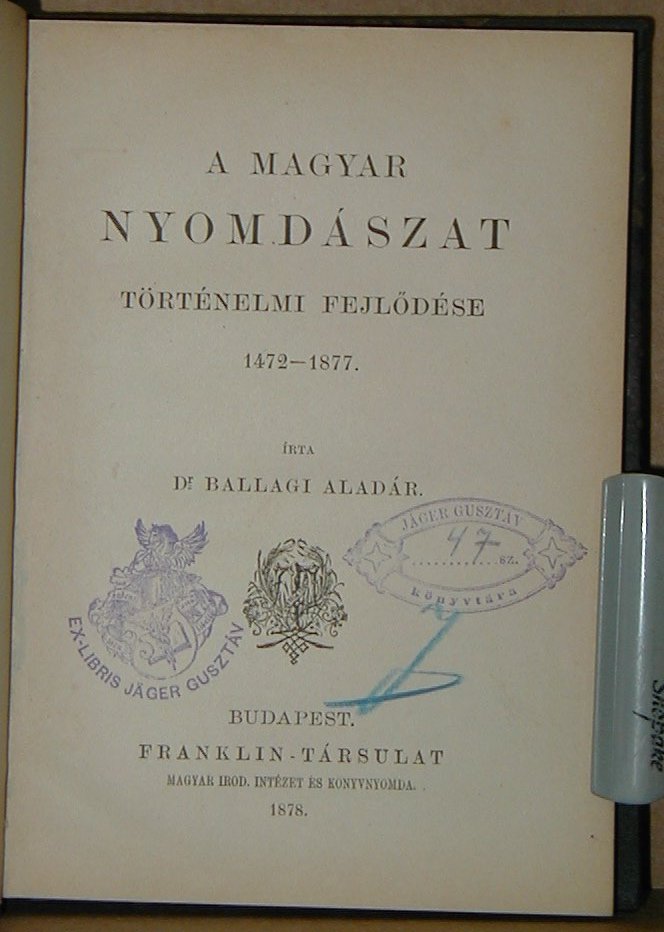 A MAGYAR
NYOMDÁSZAT
TÖRTÉNELMI FEJLŐDÉSE
1472—1877.
ÍRTA
Dr BALLAGI ALADÁR.
JÁGER GUSZTÁV
47
sz.
könyvtára
EX-LIBRIS JÄGER GUSZTÁV
BUDAPEST.
FRANKLIN-TÁRSULAT
MAGYAR IROD. INTÉZET ÉS KONYVNYOMDA.
1878.